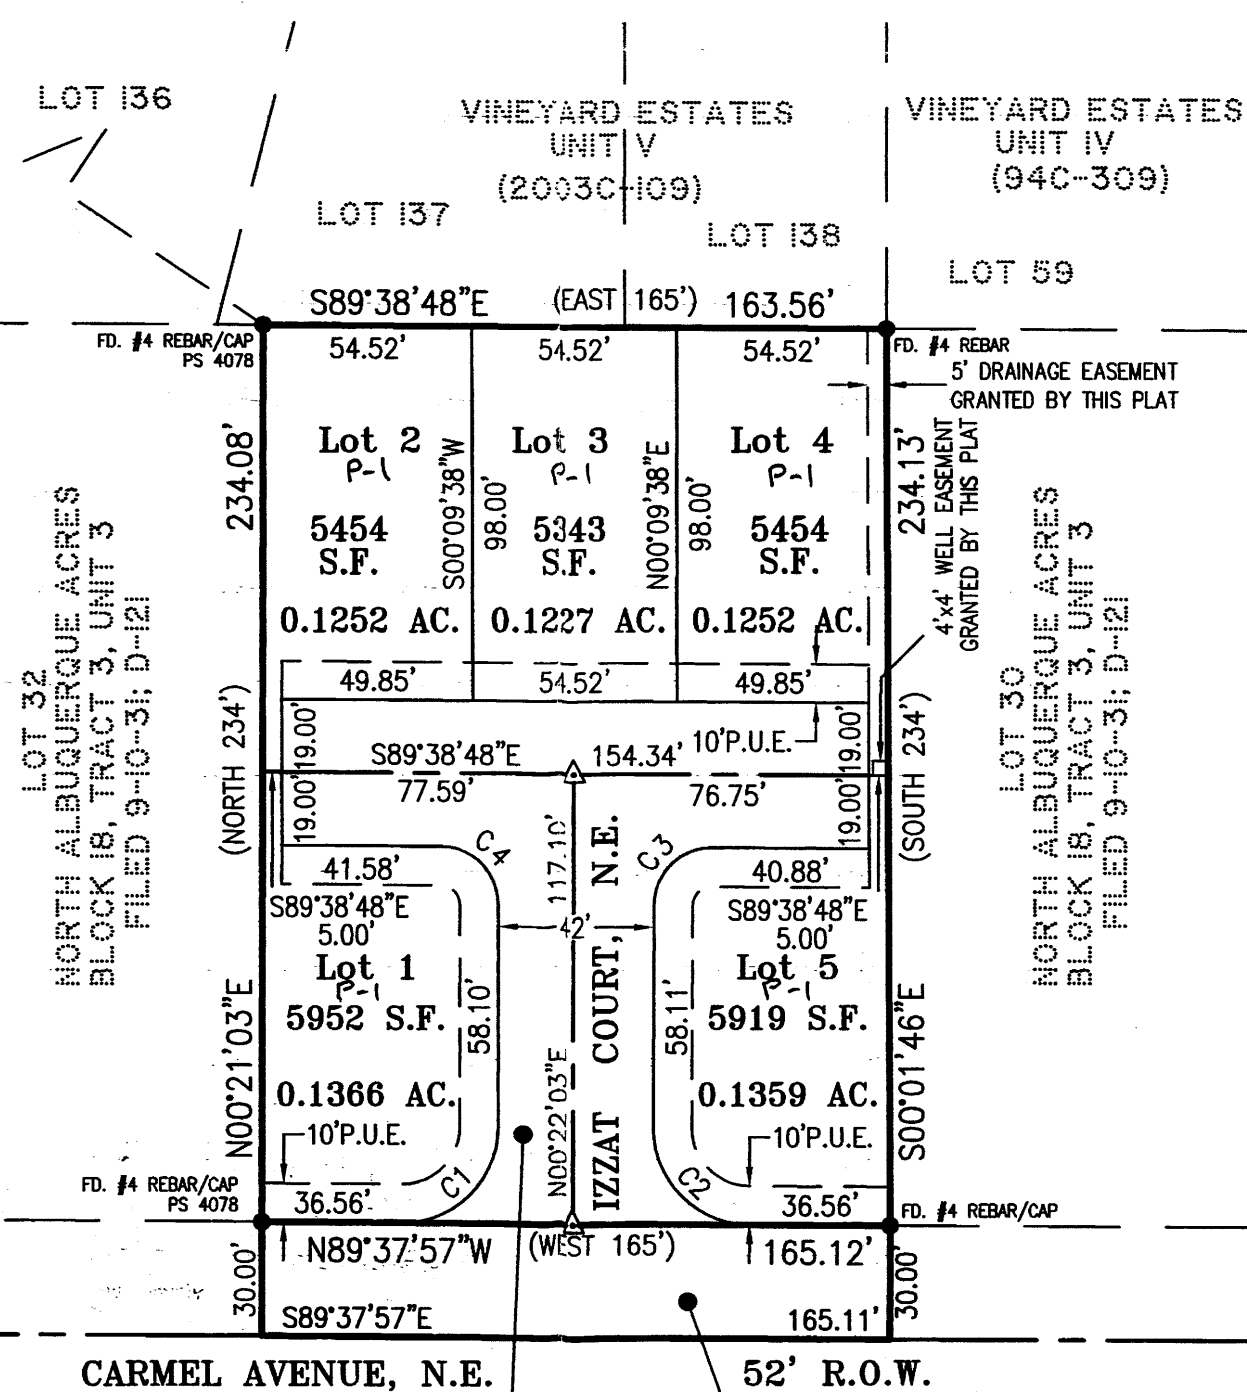 LOT 136
VINEYARD ESTATES
UNIT V
(2003C-109)
VINEYARD ESTATES
UNIT IV
(94C-309)
LOT 137
LOT 138
LOT 59
S89°38'48"E
(EAST 165')
163.56'
FD. #4 REBAR/CAP
PS 4078
54.52'
54.52'
54.52'
FD. #4 REBAR
5' DRAINAGE EASEMENT
GRANTED BY THIS PLAT
234.08'
Lot 2
P-1
5454
S.F.
0.1252 AC.
S00°09'38"W
98.00'
Lot 3
P-1
5343
S.F.
0.1227 AC.
N00°09'38"E
98.00'
Lot 4
P-1
5454
S.F.
0.1252 AC.
234.13'
4'x4' WELL EASEMENT
GRANTED BY THIS PLAT
LOT 32
NORTH ALBUQUERQUE ACRES
BLOCK 18, TRACT 3, UNIT 3
FILED 9-10-31; D-121
LOT 30
NORTH ALBUQUERQUE ACRES
BLOCK 18, TRACT 3, UNIT 3
FILED 9-10-31; D-121
49.85'
54.52'
49.85'
(NORTH 234')
19.00'
19.00'
S89°38'48"E
154.34'
10'P.U.E.
19.00'
19.00'
(SOUTH 234')
77.59'
76.75'
C4
117.10'
C3
41.58'
40.88'
S89°38'48"E
5.00'
42'
S89°38'48"E
5.00'
Lot 1
P-1
5952 S.F.
0.1366 AC.
58.10'
N00°22'03"E
IZZAT COURT, N.E.
58.11'
Lot 5
P-1
5919 S.F.
0.1359 AC.
N00°21'03"E
S00°01'46"E
10'P.U.E.
10'P.U.E.
FD. #4 REBAR/CAP
PS 4078
36.56'
C1
C2
36.56'
FD. #4 REBAR/CAP
N89°37'57"W
(WEST 165')
165.12'
30.00'
30.00'
S89°37'57"E
165.11'
CARMEL AVENUE, N.E.
52' R.O.W.